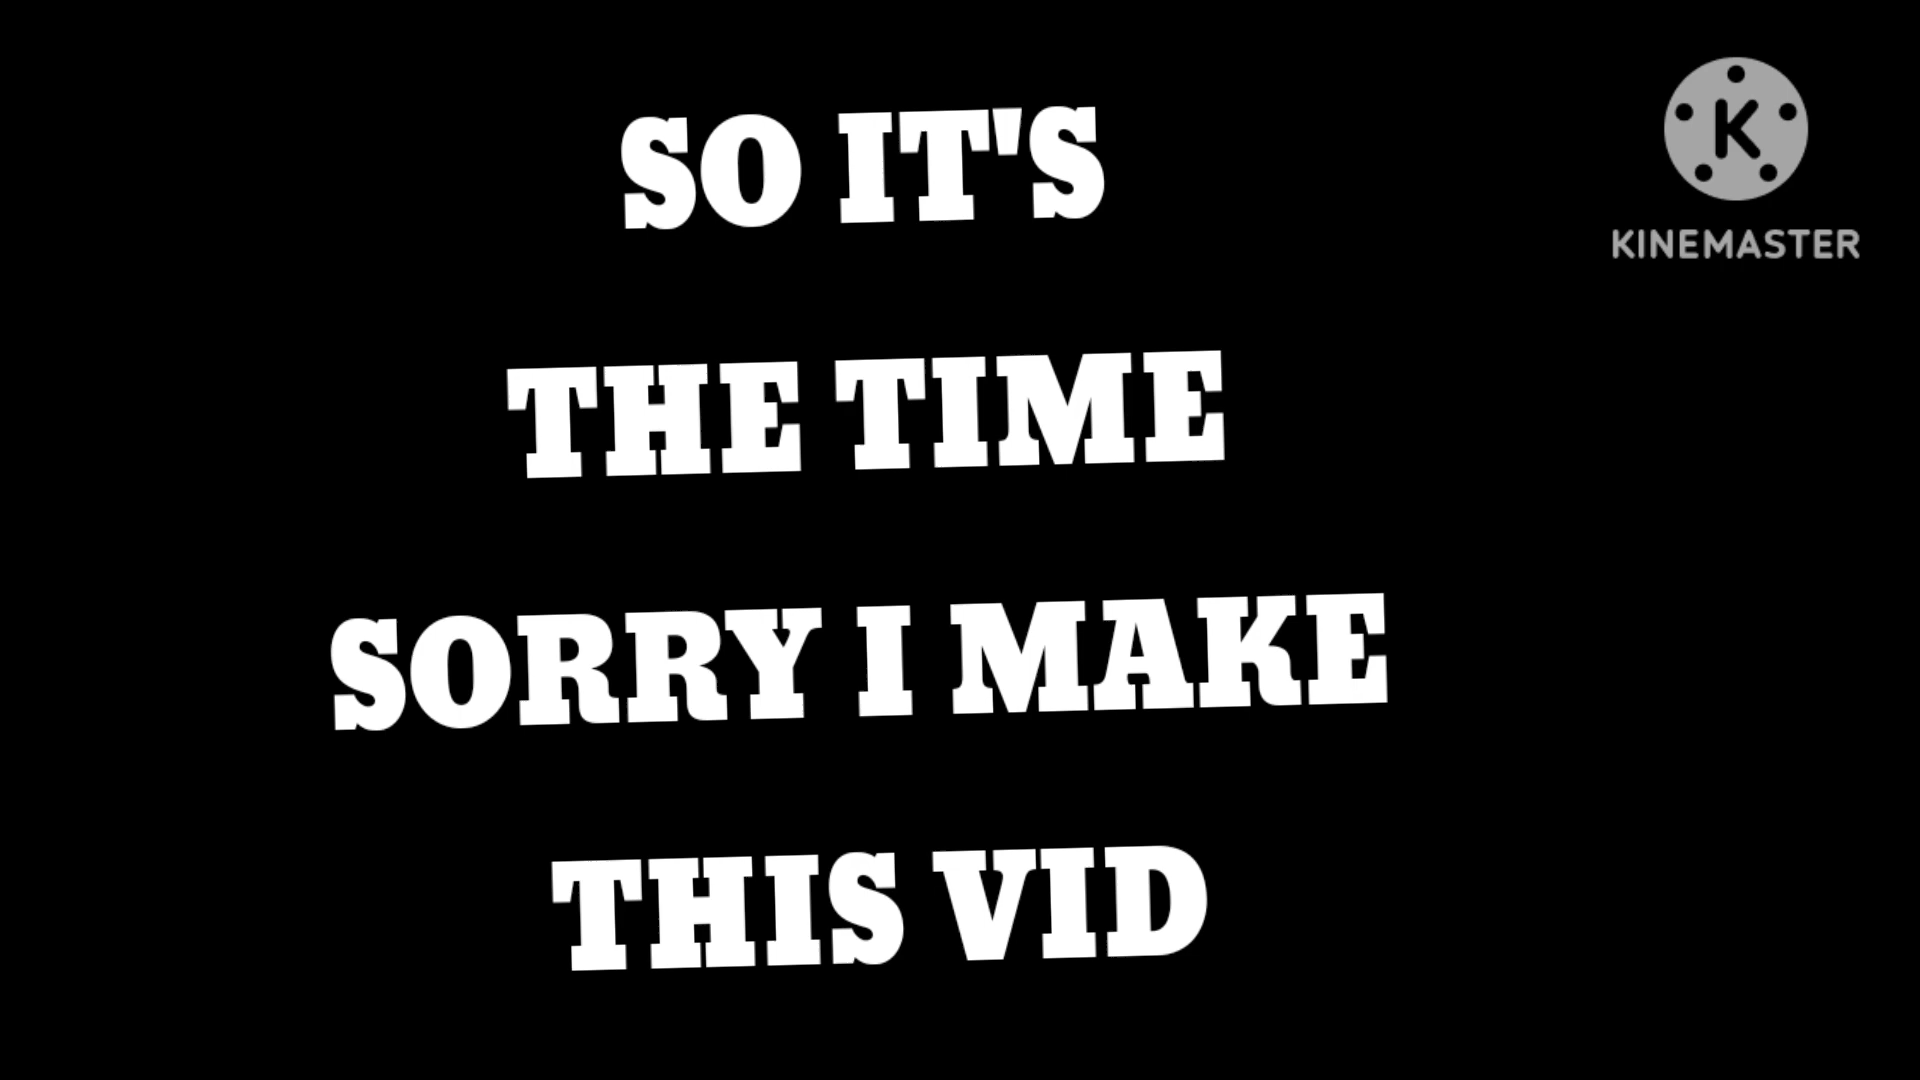 SO IT'S
THE TIME
SORRY I MAKE
THIS VID
KINEMASTER